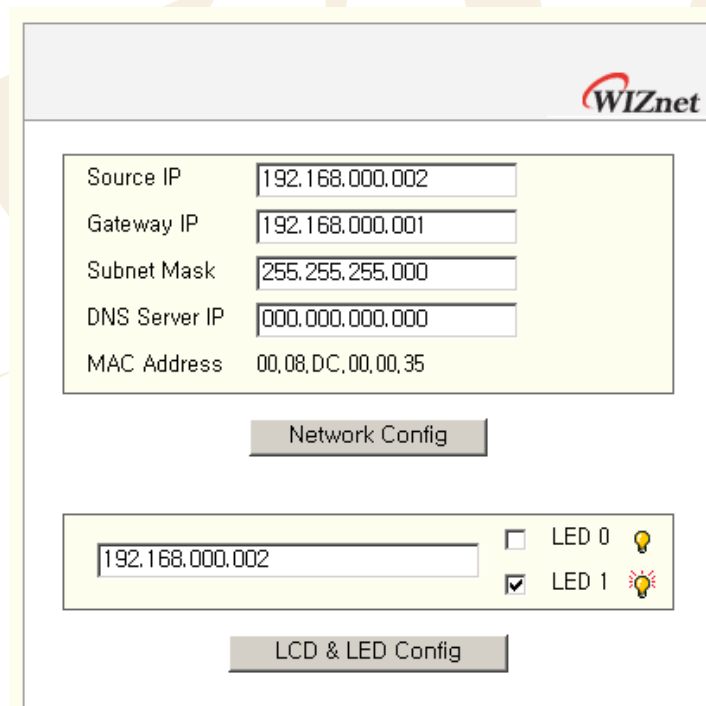 WIZnet
Source IP 192.168.000.002
Gateway IP 192.168.000.001
Subnet Mask 255.255.255.000
DNS Server IP 000.000.000.000
MAC Address 00,08,DC,00,00,35
Network Config
LED 0
192.168.000.002
LED 1
LCD & LED Config